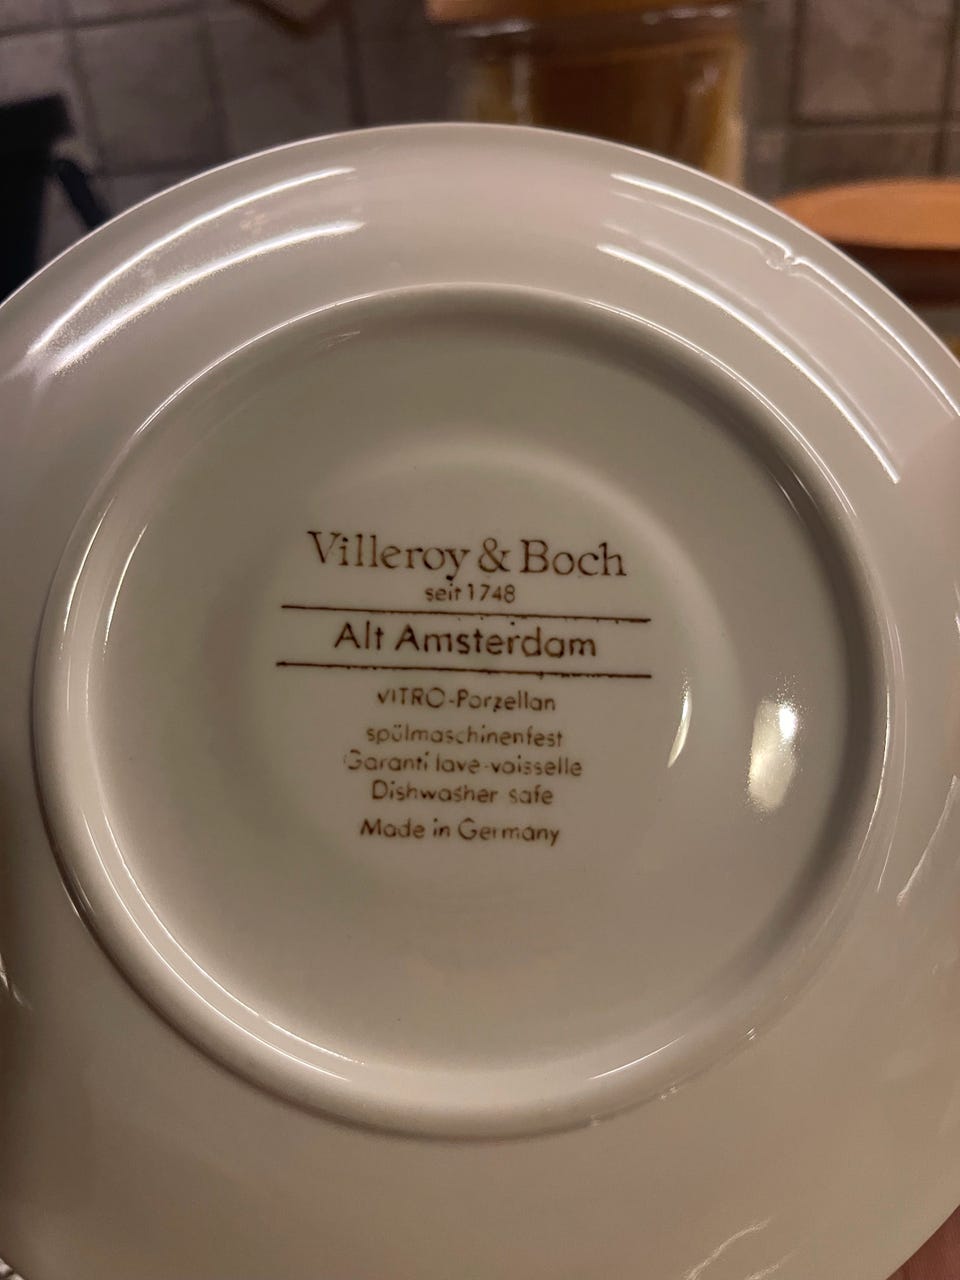 Villeroy & Boch
seit 1748
Alt Amsterdam
VITRO-Porzellan
spülmaschinenfest
Garanti lave-vaisselle
Dishwasher safe
Made in Germany